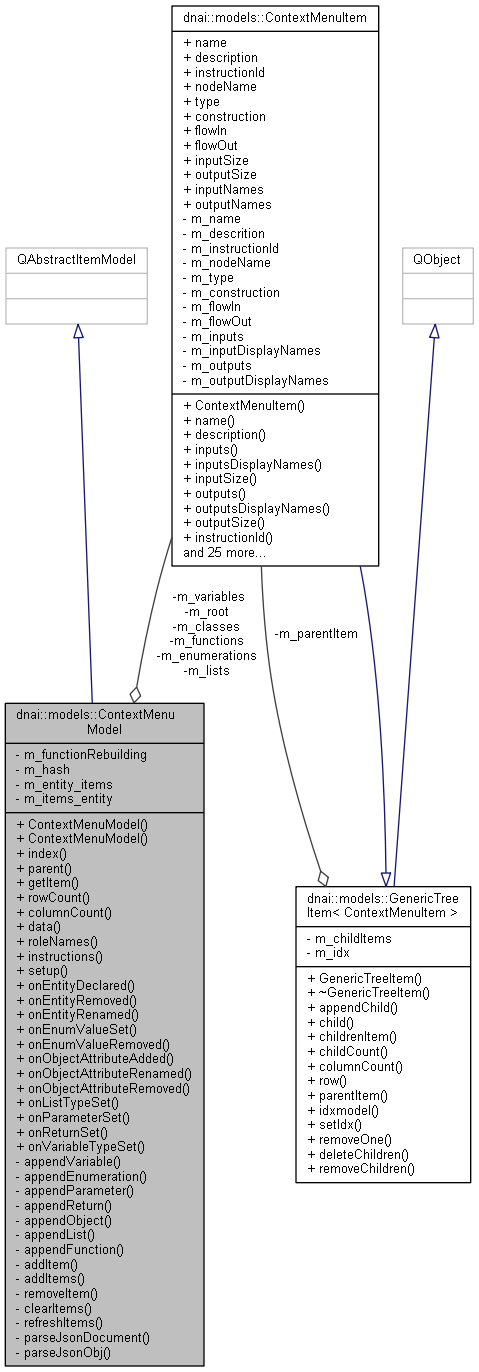 dnai::models::ContextMenuItem
+ name
+ description
+ instructionId
+ nodeName
+ type
+ construction
+ flowIn
+ flowOut
+ inputSize
+ outputSize
+ inputNames
+ outputNames
- m_name
- m_descrition
- m_instructionId
- m_nodeName
- m_type
- m_construction
- m_flowIn
- m_flowOut
- m_inputs
- m_inputDisplayNames
- m_outputs
- m_outputDisplayNames
+ ContextMenuItem()
+ name()
+ description()
+ inputs()
+ inputsDisplayNames()
+ inputSize()
+ outputs()
+ outputsDisplayNames()
+ outputSize()
+ instructionId()
and 25 more...
QAbstractItemModel
QObject
-m_variables
-m_root
-m_classes
-m_functions
-m_enumerations
-m_lists
-m_parentItem
dnai::models::ContextMenu
Model
- m_functionRebuilding
- m_hash
- m_entity_items
- m_items_entity
+ ContextMenuModel()
+ ContextMenuModel()
+ index()
+ parent()
+ getItem()
+ rowCount()
+ columnCount()
+ data()
+ roleNames()
+ instructions()
+ setup()
+ onEntityDeclared()
+ onEntityRemoved()
+ onEntityRenamed()
+ onEnumValueSet()
+ onEnumValueRemoved()
+ onObjectAttributeAdded()
+ onObjectAttributeRenamed()
+ onObjectAttributeRemoved()
+ onListTypeSet()
+ onParameterSet()
+ onReturnSet()
+ onVariableTypeSet()
- appendVariable()
- appendEnumeration()
- appendParameter()
- appendReturn()
- appendObject()
- appendList()
- appendFunction()
- addItem()
- addItems()
- removeItem()
- clearItems()
- refreshItems()
- parseJsonDocument()
- parseJsonObj()
dnai::models::GenericTree
Item< ContextMenuItem >
- m_childItems
- m_idx
+ GenericTreeItem()
+ ~GenericTreeItem()
+ appendChild()
+ child()
+ childrenItem()
+ childCount()
+ columnCount()
+ row()
+ parentItem()
+ idxmodel()
+ setIdx()
+ removeOne()
+ deleteChildren()
+ removeChildren()